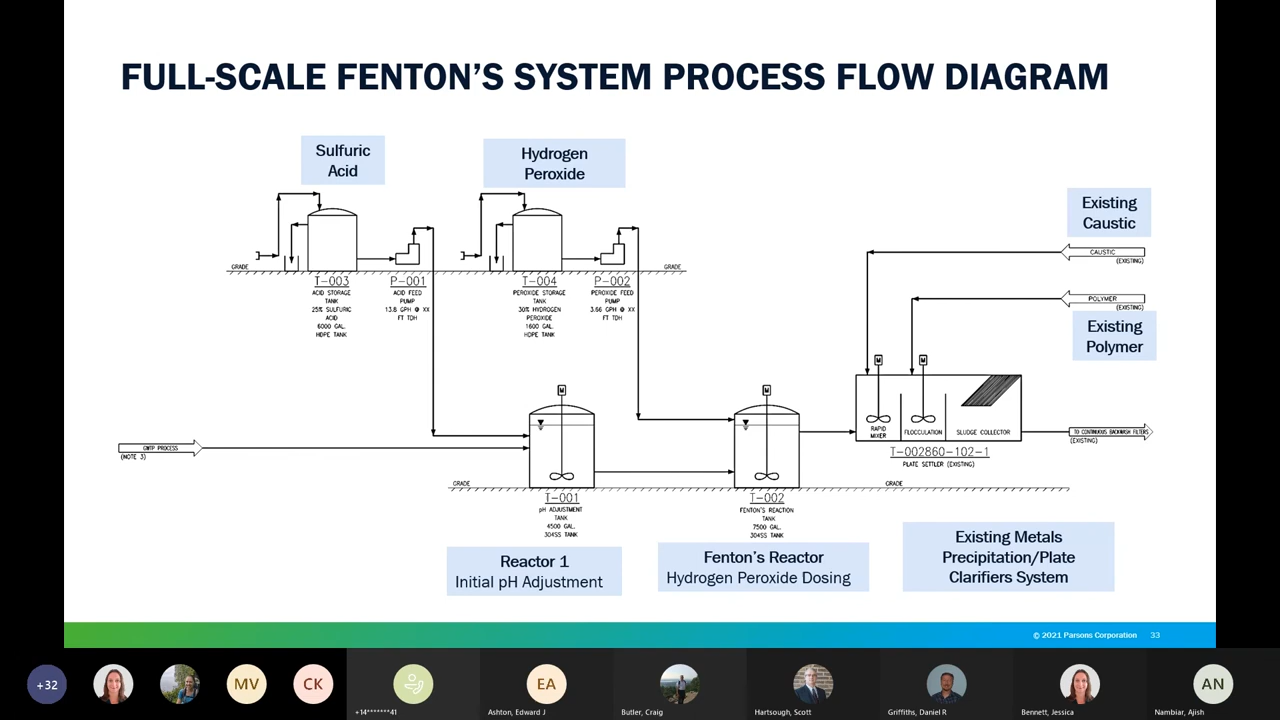 FULL-SCALE FENTON'S SYSTEM PROCESS FLOW DIAGRAM
Sulfuric
Acid
Hydrogen
Peroxide
Existing
Caustic
CAUSTIC
(EXISTING)
POLYMER
(EXISTING)
Existing
Polymer
GRADE
GRADE
T-003
ACID STORAGE
TANK
25% SULFURIC
ACID
6000 GAL.
HDPE TANK
P-001
ACID FEED
PUMP
13.8 GPH @ XX
FT TDH
T-004
PEROXIDE STORAGE
TANK
30% HYDROGEN
PEROXIDE
1600 GAL.
HDPE TANK
P-002
PEROXIDE FEED
PUMP
3.66 GPH @ XX
FT TDH
M
M
M
M
RAPID
MIXER
FLOCCULATION
SLUDGE COLLECTOR
TO CONTINUOUS BACKWASH FILTERS
(EXISTING)
T-002860-102-1
PLATE SETTLER (EXISTING)
GWTP PROCESS
(NOTE 3)
GRADE
GRADE
T-001
pH ADJUSTMENT
TANK
4500 GAL.
304SS TANK
T-002
FENTON'S REACTION
TANK
7500 GAL.
304SS TANK
Reactor 1
Initial pH Adjustment
Fenton's Reactor
Hydrogen Peroxide Dosing
Existing Metals
Precipitation/Plate
Clarifiers System
© 2021 Parsons Corporation 33
+32
MV
CK
EA
AN
+14*******41
Ashton, Edward J
Butler, Craig
Hartsough, Scott
Griffiths, Daniel R
Bennett, Jessica
Nambiar, Ajish